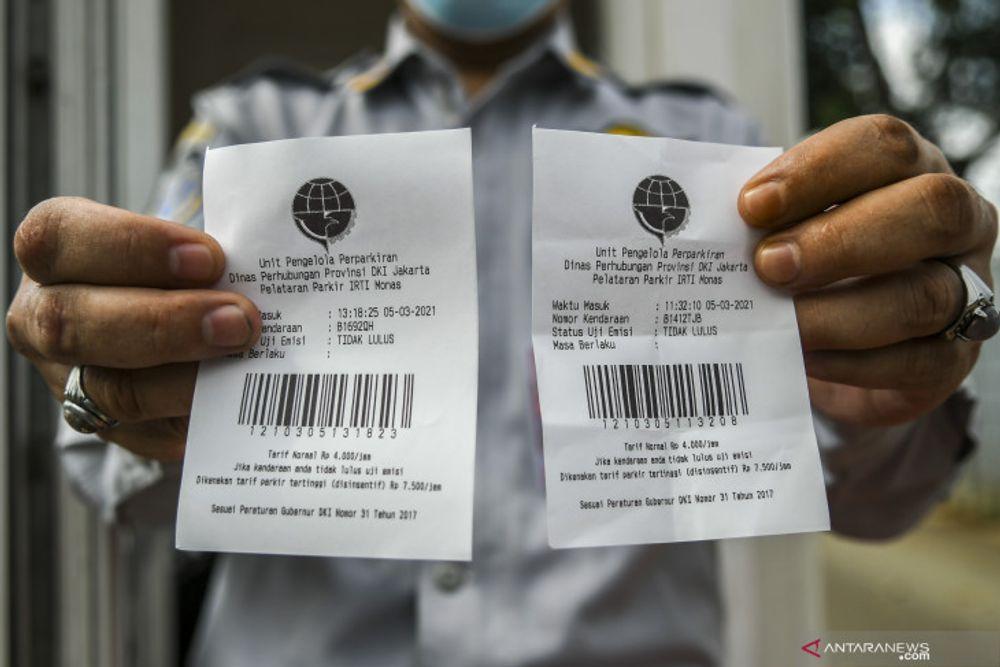 Unit Pengelola Perparkiran
Dinas Perhubungan Provinsi DKI Jakarta
Pelataran Parkir IRTI Monas
Masuk : 13:18:25 05-03-2021
Kendaraan : B1692QH
Status Uji Emisi : TIDAK LULUS
Masa Berlaku :
121030513 1823
Tarif Normal Rp 4.000/jam
Jika kendaraan anda tidak lulus uji emisi
Dikenakan tarif parkir tertinggi (disinsentif) Rp 7.500/jam
Sesuai Peraturan Gubernur DKI Nomor 31 Tahun 2017
Unit Pengelola Perparkiran
Dinas Perhubungan Provinsi DKI Jakarta
Pelataran Parkir IRTI Monas
Waktu Masuk : 11:32:10 05-03-2021
Nomor Kendaraan : B1412TJB
Status Uji Emisi : TIDAK LULUS
Masa Berlaku :
1210305113208
Tarif Normal Rp 4.000/jam
Jika kendaraan anda tidak lulus uji emisi
Dikenakan tarif parkir tertinggi (disinsentif) Rp 7.500/jam
Sesuai Peraturan Gubernur DKI Nomor 31 Tahun 2017
ANTARANEWS
.com